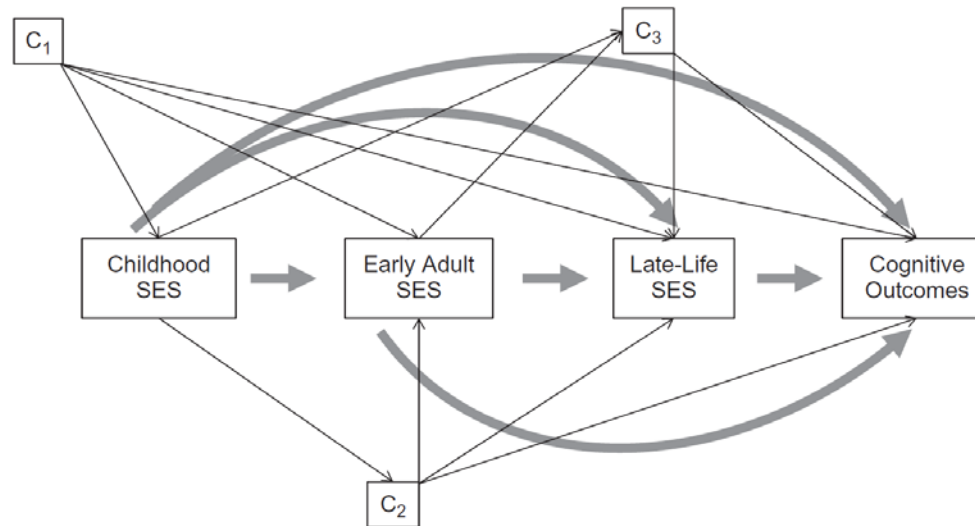 C₁
C₃
Childhood
SES
Early Adult
SES
Late-Life
SES
Cognitive
Outcomes
C₂